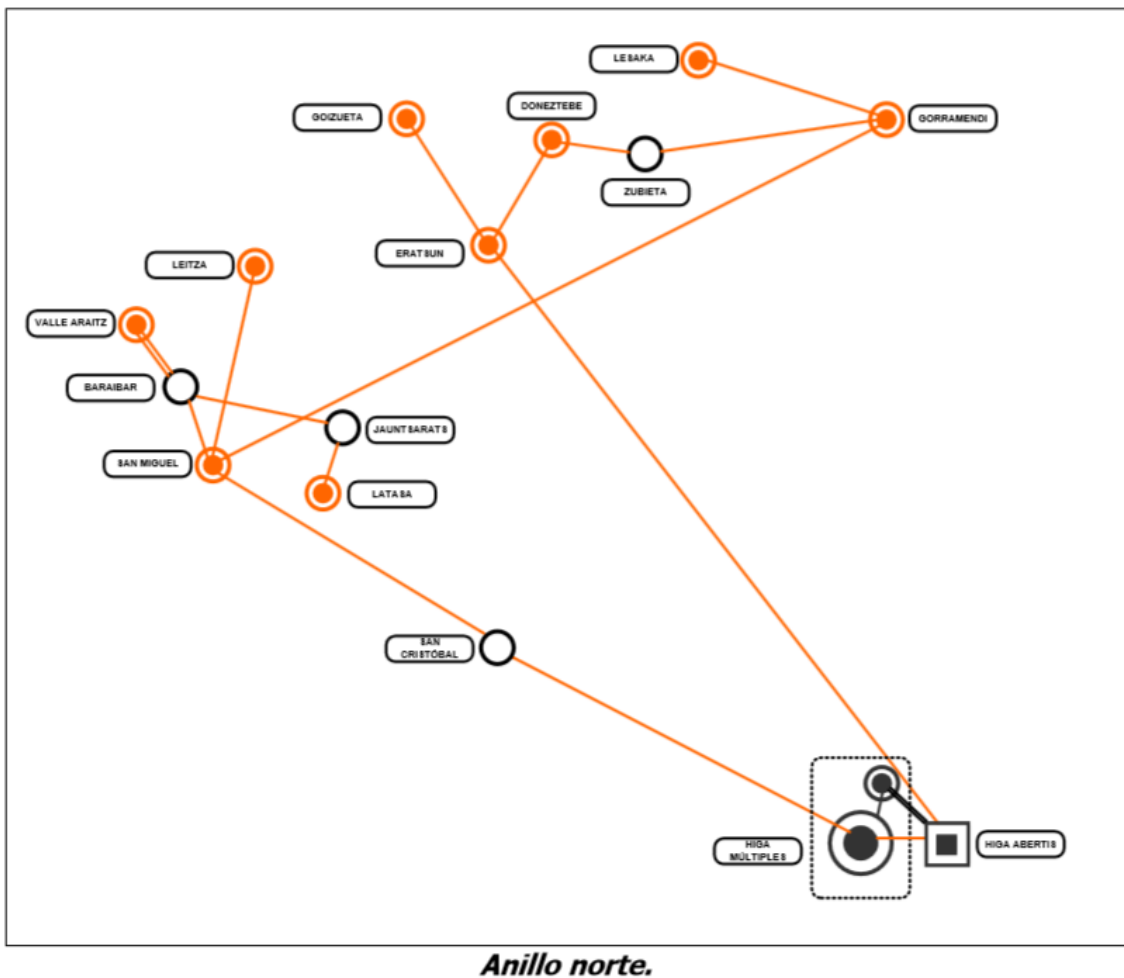 LESAKA
DONEZTEBE
GOIZUETA
GORRAMENDI
ZUBIETA
ERATSUN
LEITZA
VALLE ARAITZ
BARAIBAR
JAUNTSARATS
SAN MIGUEL
LATASA
SAN
CRISTÓBAL
HIGA
MÚLTIPLES
HIGA ABERTIS
Anillo norte.